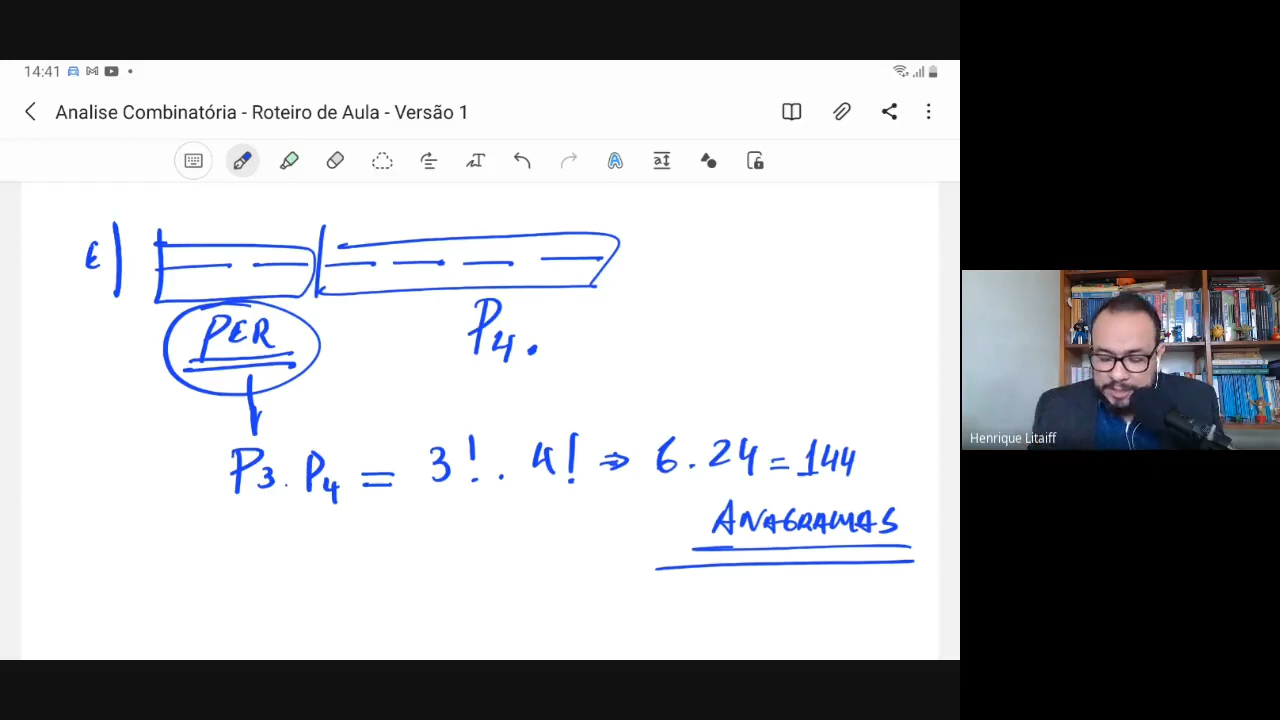 14:41
Analise Combinatória - Roteiro de Aula - Versão 1
E)
PER
P4.
P3 . P4 = 3! . 4! ⇒ 6 . 24 = 144
ANAGRAMAS
Henrique Litaiff